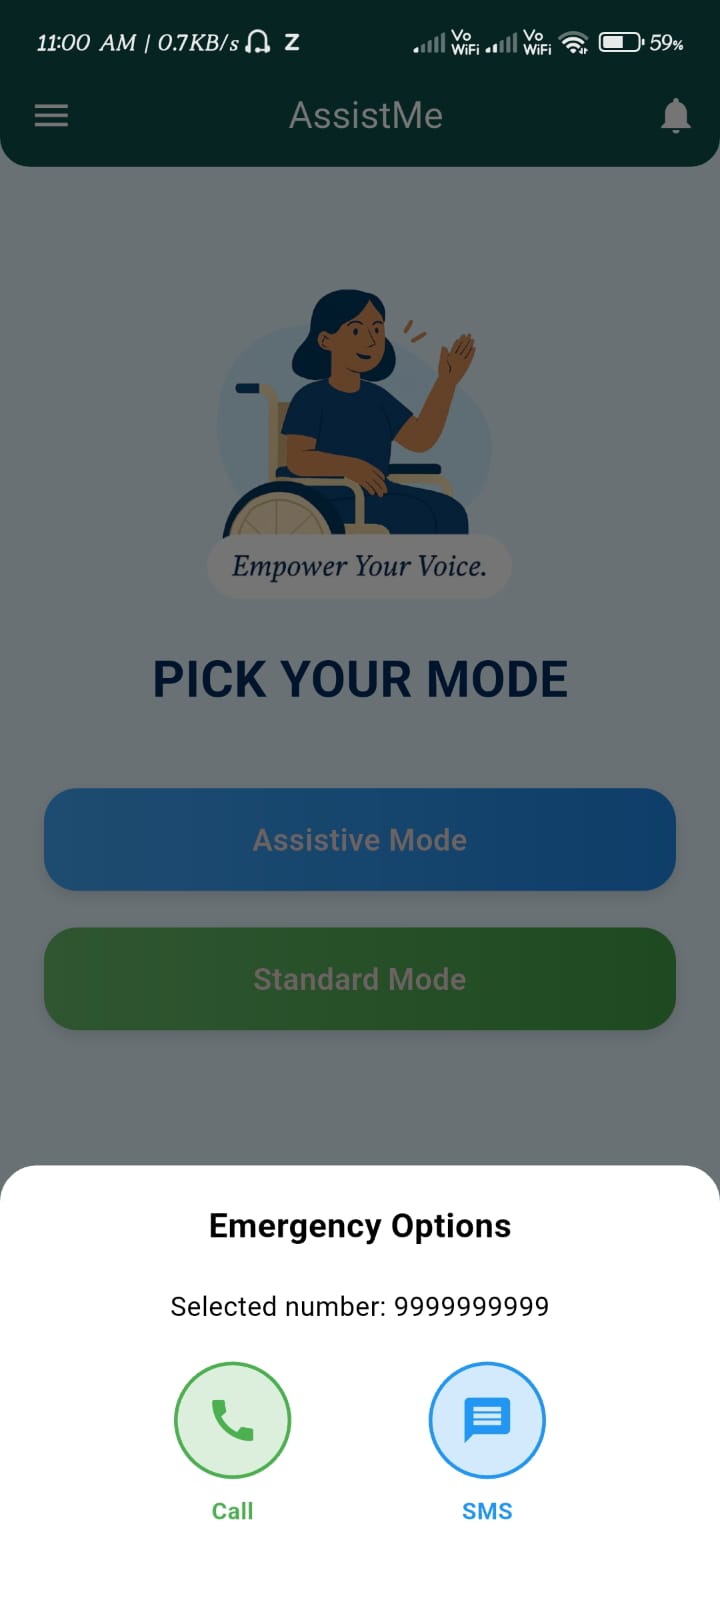 11:00 AM | 0.7KB/s Z Vo WiFi Vo WiFi 59%
AssistMe
Empower Your Voice.
PICK YOUR MODE
Assistive Mode
Standard Mode
Emergency Options
Selected number: 9999999999
Call SMS